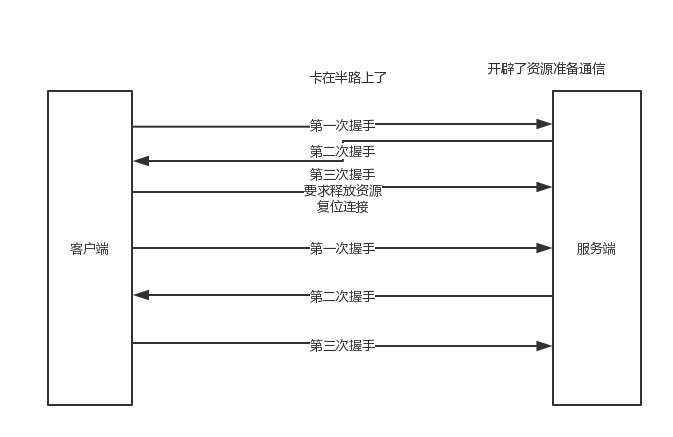 开辟了资源准备通信
卡在半路上了
第一次握手
第二次握手
第三次握手
要求释放资源
复位连接
客户端
第一次握手
服务端
第二次握手
第三次握手